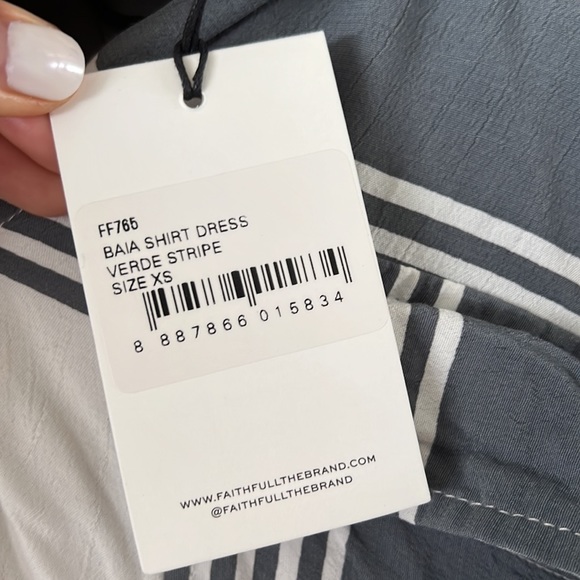 FF765
BAIA SHIRT DRESS
VERDE STRIPE
SIZE XS
8 887866 015834
WWW.FAITHFULLTHEBRAND.COM
@FAITHFULLTHEBRAND